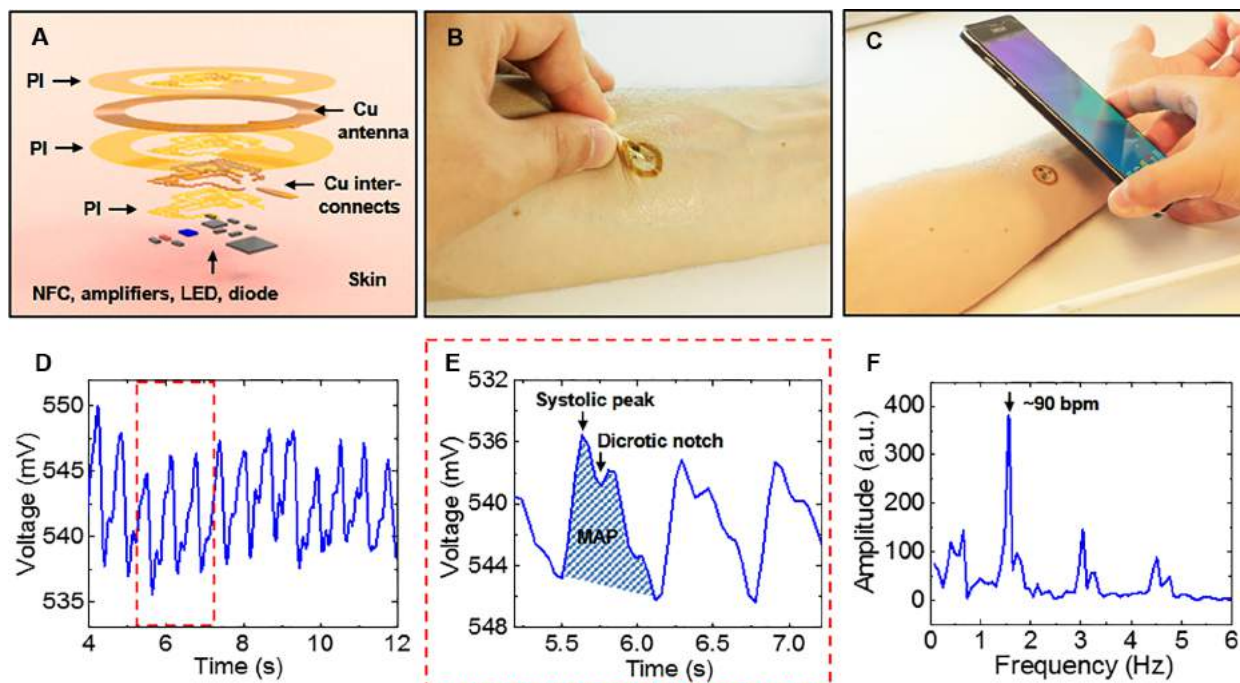 A
PI
Cu
antenna
PI
Cu inter-
connects
PI
Skin
NFC, amplifiers, LED, diode
B
C
D
550
545
540
535
Voltage (mV)
4
6
8
10
12
Time (s)
E
532
536
540
544
548
Voltage (mV)
Systolic peak
Dicrotic notch
MAP
5.5
6.0
6.5
7.0
Time (s)
F
400
300
200
100
0
Amplitude (a.u.)
~90 bpm
0
1
2
3
4
5
6
Frequency (Hz)